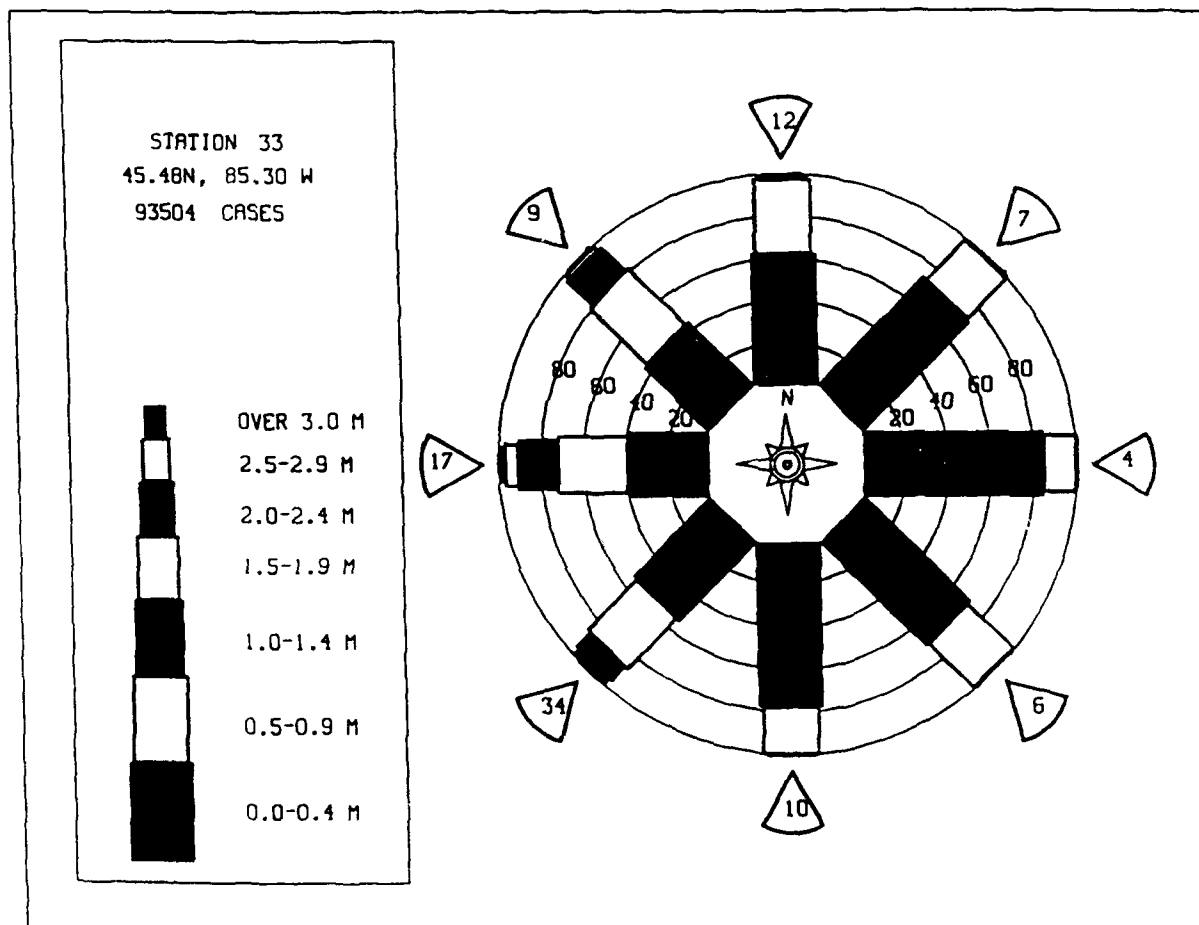 STATION 33
45.48N, 85.30 W
93504 CASES
OVER 3.0 M
2.5-2.9 M
2.0-2.4 M
1.5-1.9 M
1.0-1.4 M
0.5-0.9 M
0.0-0.4 M
12
9
7
80
60
40
20
N
20
40
60
80
17
4
34
6
10